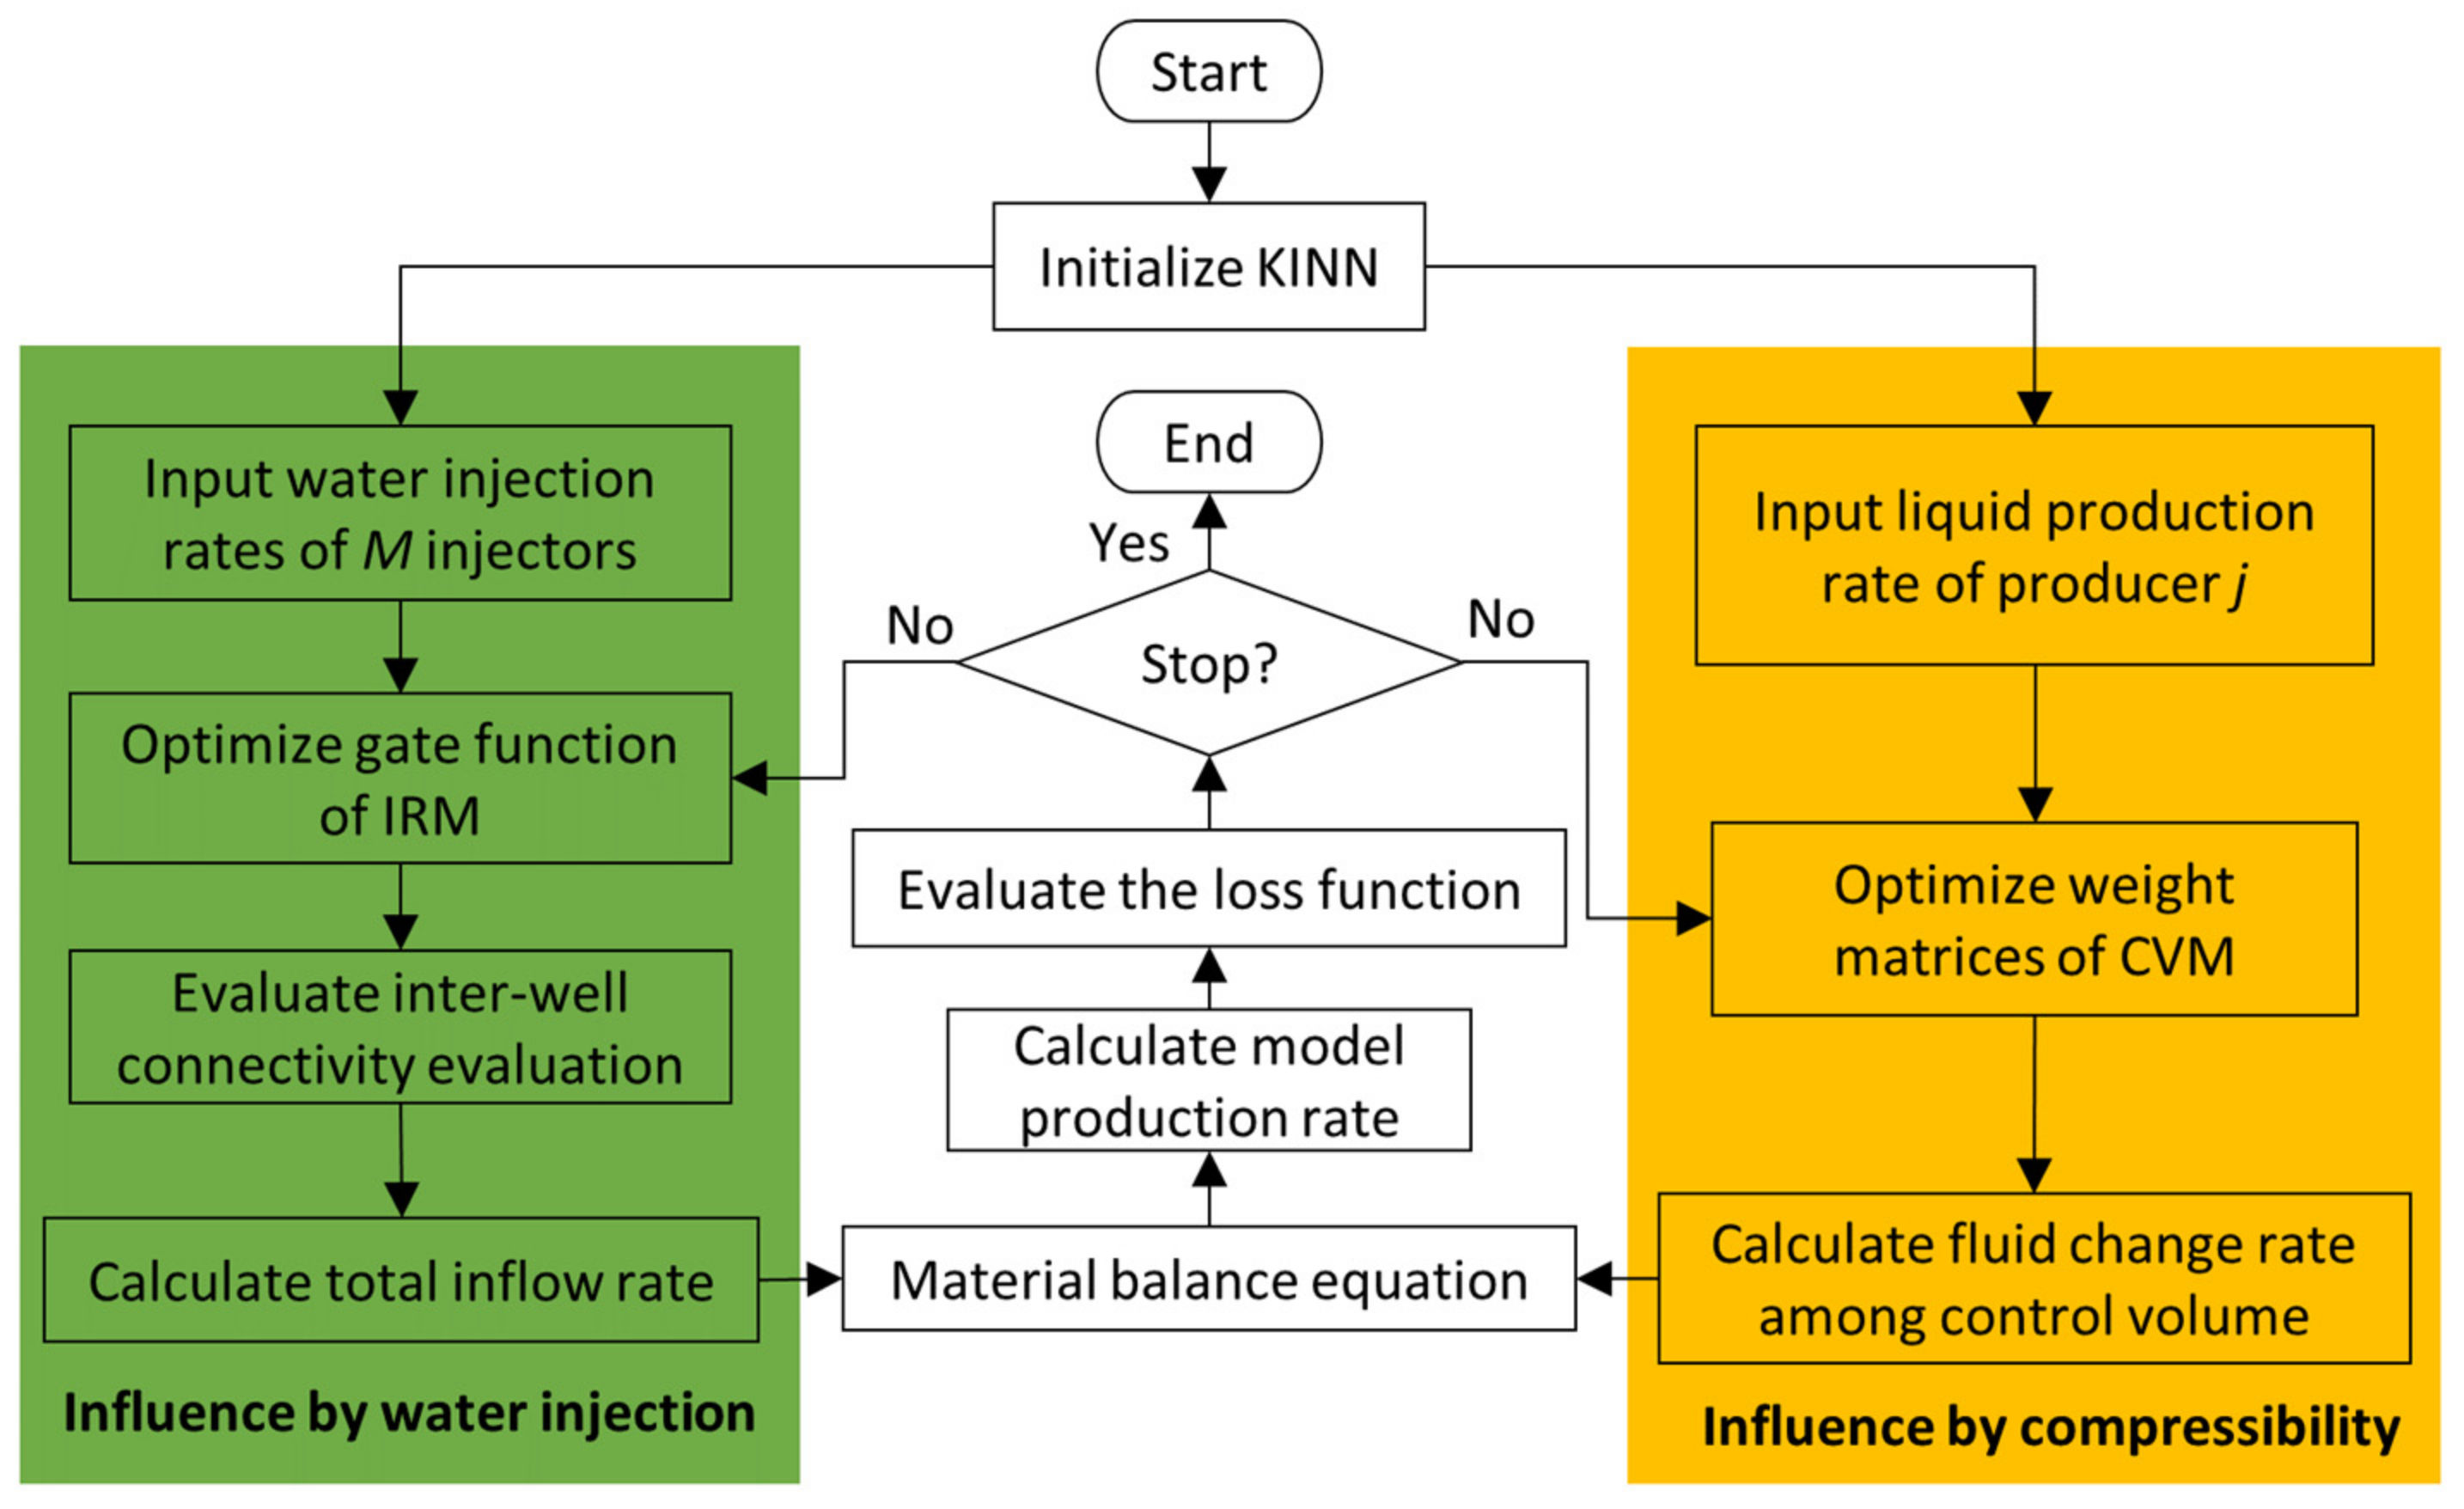 Start
Initialize KINN
Input water injection
rates of M injectors
Optimize gate function
of IRM
Evaluate inter-well
connectivity evaluation
Calculate total inflow rate
Influence by water injection
End
Yes
No
No
Stop?
Evaluate the loss function
Calculate model
production rate
Material balance equation
Input liquid production
rate of producer j
Optimize weight
matrices of CVM
Calculate fluid change rate
among control volume
Influence by compressibility